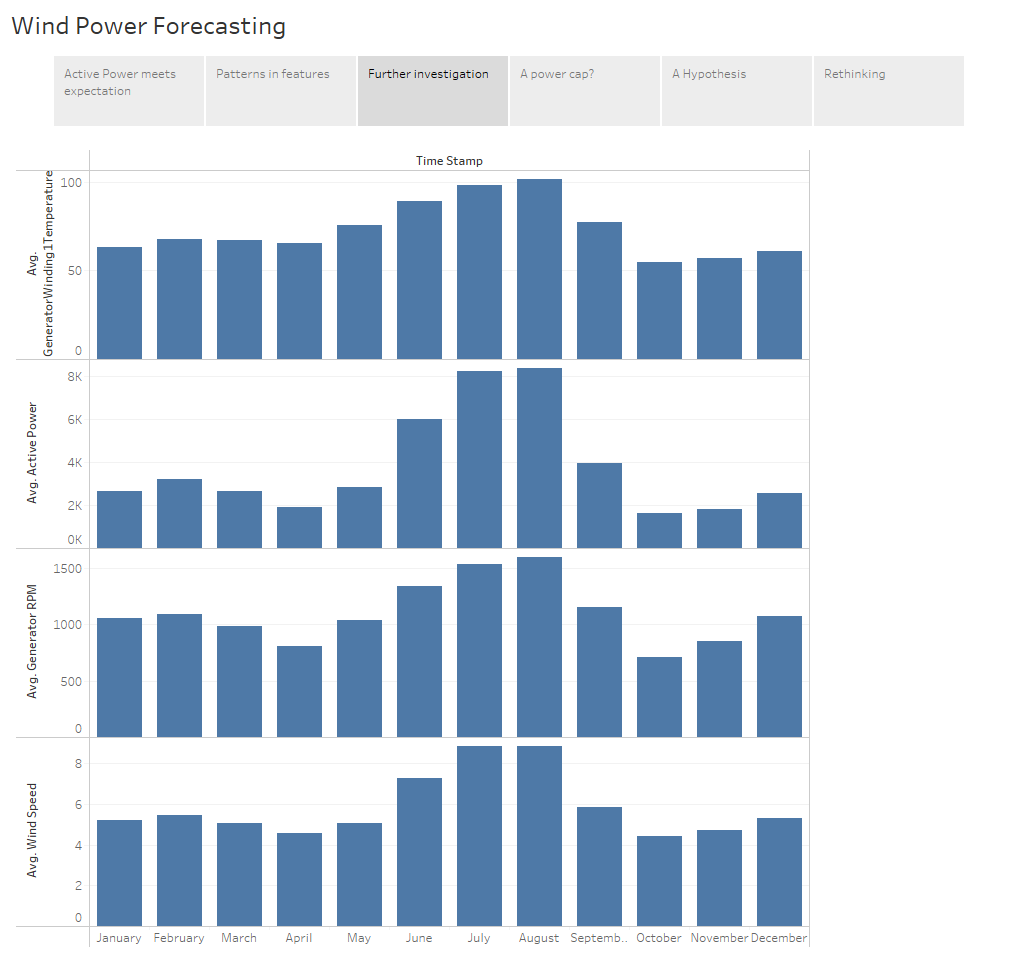 Wind Power Forecasting
Active Power meets
expectation
Patterns in features
Further investigation
A power cap?
A Hypothesis
Rethinking
Time Stamp
Avg.
GeneratorWinding1Temperature
100
50
0
Avg. Active Power
8K
6K
4K
2K
0K
Avg. Generator RPM
1500
1000
500
0
Avg. Wind Speed
8
6
4
2
0
January February March April May June July August Septemb.. October November December